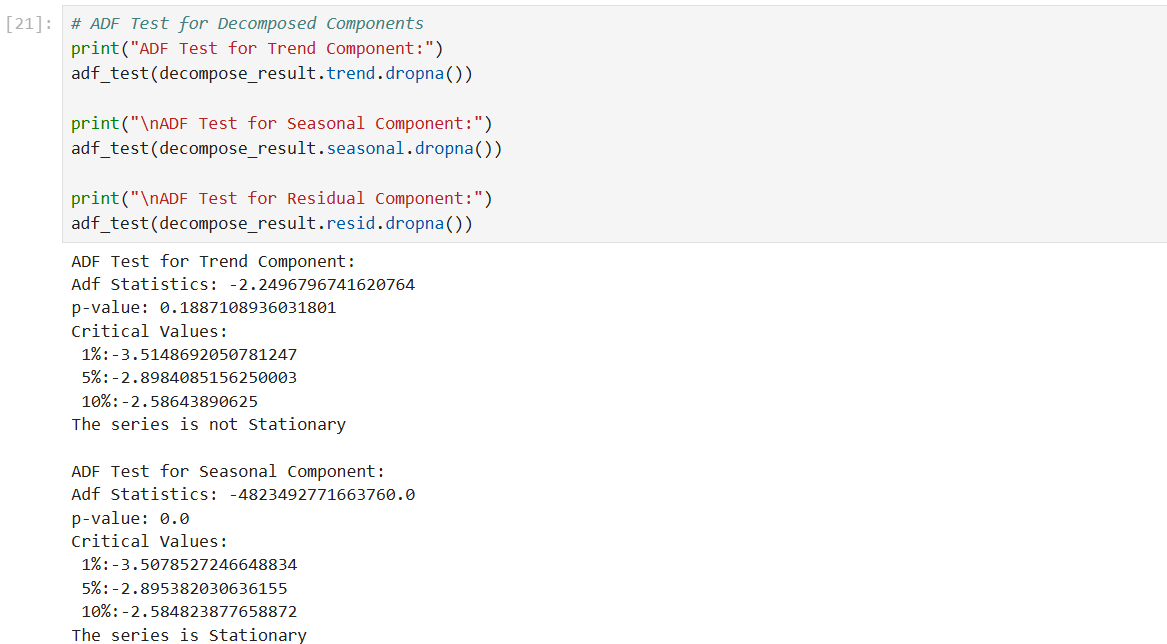 [21]:
# ADF Test for Decomposed Components
print("ADF Test for Trend Component:")
adf_test(decompose_result.trend.dropna())
print("\nADF Test for Seasonal Component:")
adf_test(decompose_result.seasonal.dropna())
print("\nADF Test for Residual Component:")
adf_test(decompose_result.resid.dropna())
ADF Test for Trend Component:
Adf Statistics: -2.2496796741620764
p-value: 0.1887108936031801
Critical Values:
1%:-3.5148692050781247
5%:-2.8984085156250003
10%:-2.58643890625
The series is not Stationary
ADF Test for Seasonal Component:
Adf Statistics: -4823492771663760.0
p-value: 0.0
Critical Values:
1%:-3.5078527246648834
5%:-2.895382030636155
10%:-2.584823877658872
The series is Stationary